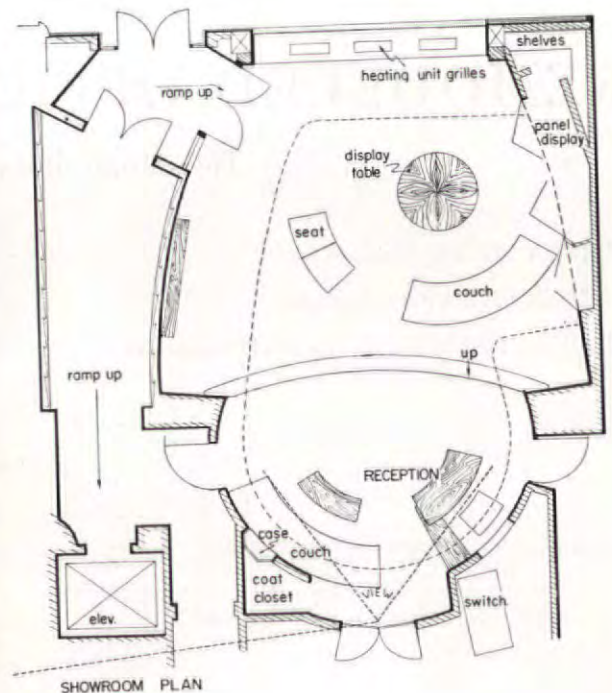 shelves
heating unit grilles
ramp up
panel
display
display
table
seat
couch
up
ramp up
RECEPTION
case
couch
coat
closet
VIEW
switch.
elev.
SHOWROOM PLAN